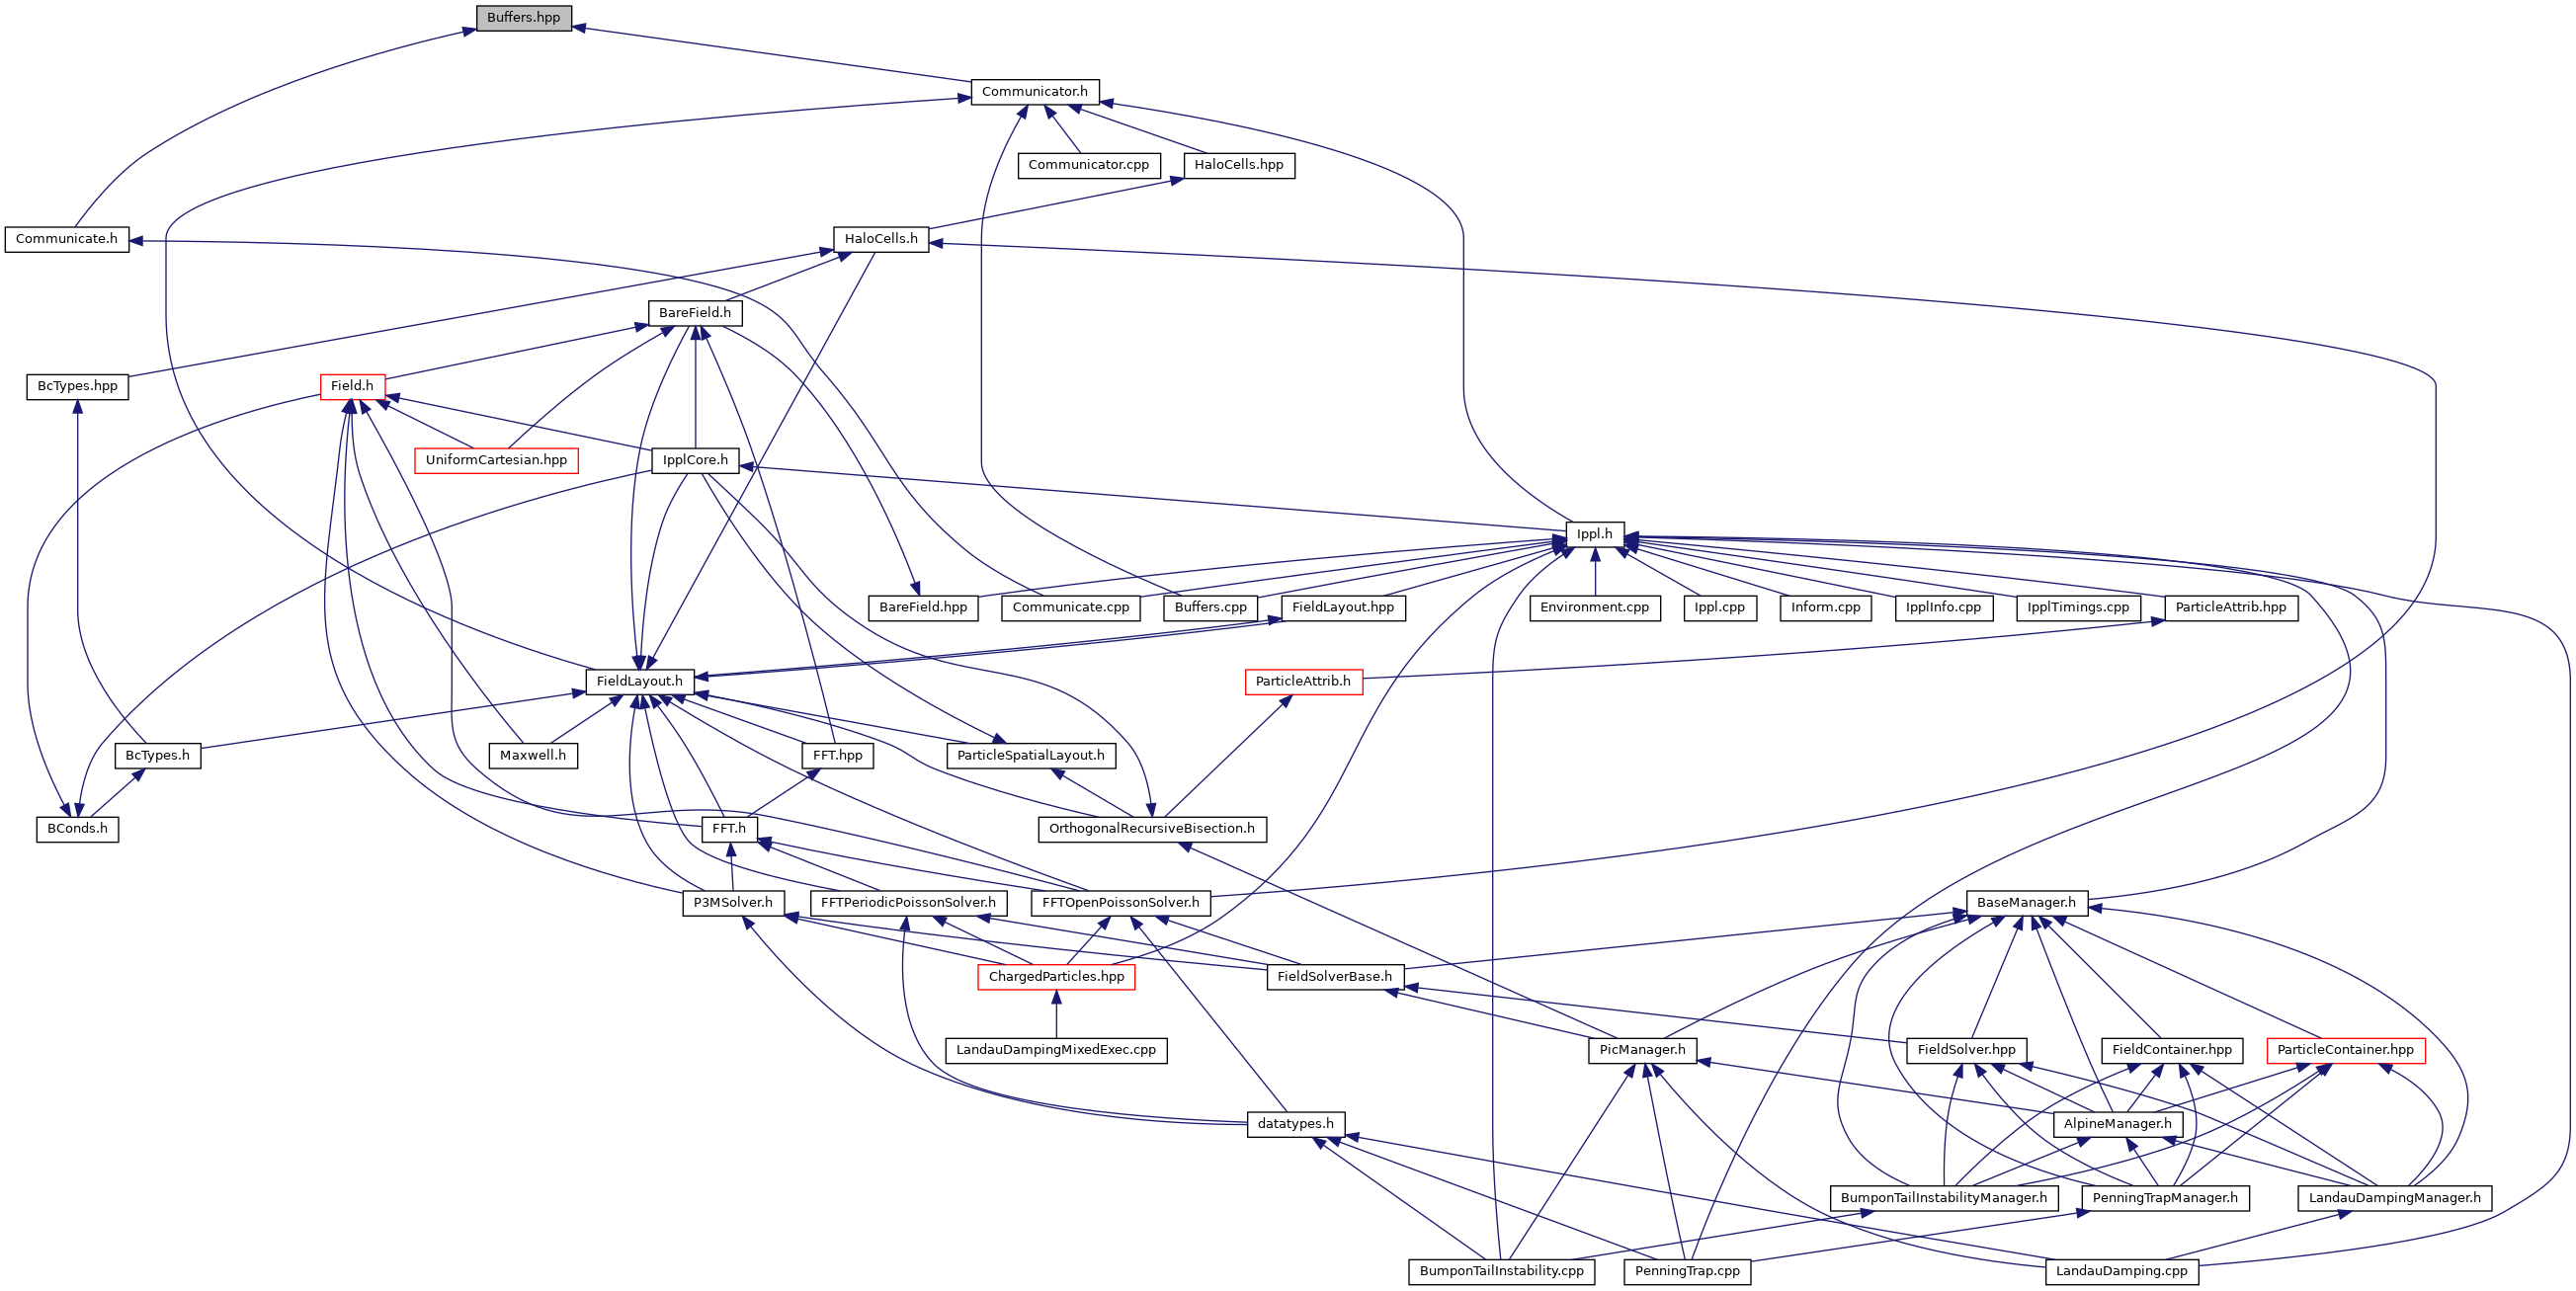 Buffers.hpp
Communicator.h
Communicator.cpp
HaloCells.hpp
Communicate.h
HaloCells.h
BareField.h
BcTypes.hpp
Field.h
UniformCartesian.hpp
IpplCore.h
Ippl.h
BareField.hpp
Communicate.cpp
Buffers.cpp
FieldLayout.hpp
Environment.cpp
Ippl.cpp
Inform.cpp
IpplInfo.cpp
IpplTimings.cpp
ParticleAttrib.hpp
FieldLayout.h
ParticleAttrib.h
BcTypes.h
Maxwell.h
FFT.hpp
ParticleSpatialLayout.h
BConds.h
FFT.h
OrthogonalRecursiveBisection.h
P3MSolver.h
FFTPeriodicPoissonSolver.h
FFTOpenPoissonSolver.h
BaseManager.h
ChargedParticles.hpp
FieldSolverBase.h
LandauDampingMixedExec.cpp
PicManager.h
FieldSolver.hpp
FieldContainer.hpp
ParticleContainer.hpp
datatypes.h
AlpineManager.h
BumponTailInstabilityManager.h
PenningTrapManager.h
LandauDampingManager.h
BumponTailInstability.cpp
PenningTrap.cpp
LandauDamping.cpp